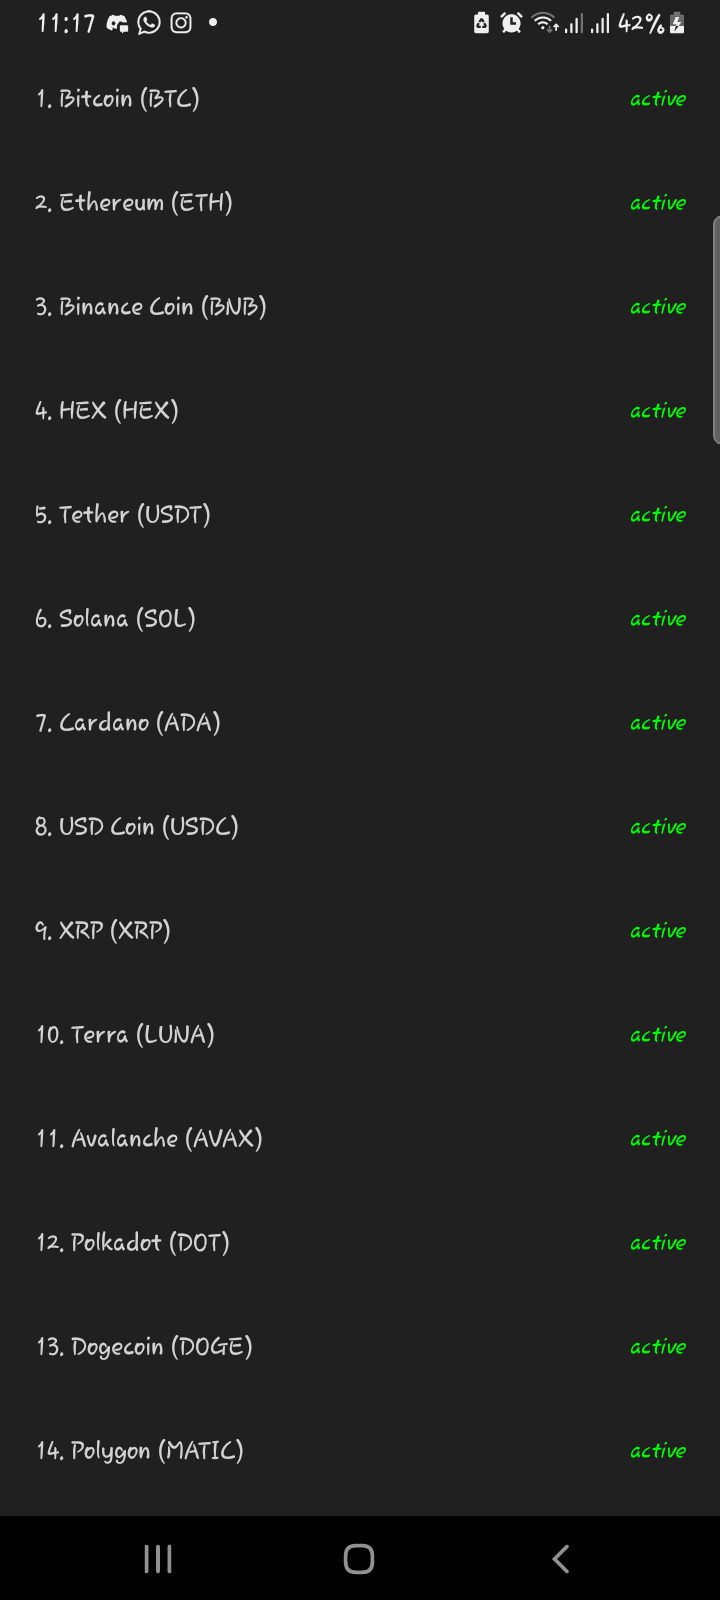 11:17 42%
1. Bitcoin (BTC) active
2. Ethereum (ETH) active
3. Binance Coin (BNB) active
4. HEX (HEX) active
5. Tether (USDT) active
6. Solana (SOL) active
7. Cardano (ADA) active
8. USD Coin (USDC) active
9. XRP (XRP) active
10. Terra (LUNA) active
11. Avalanche (AVAX) active
12. Polkadot (DOT) active
13. Dogecoin (DOGE) active
14. Polygon (MATIC) active